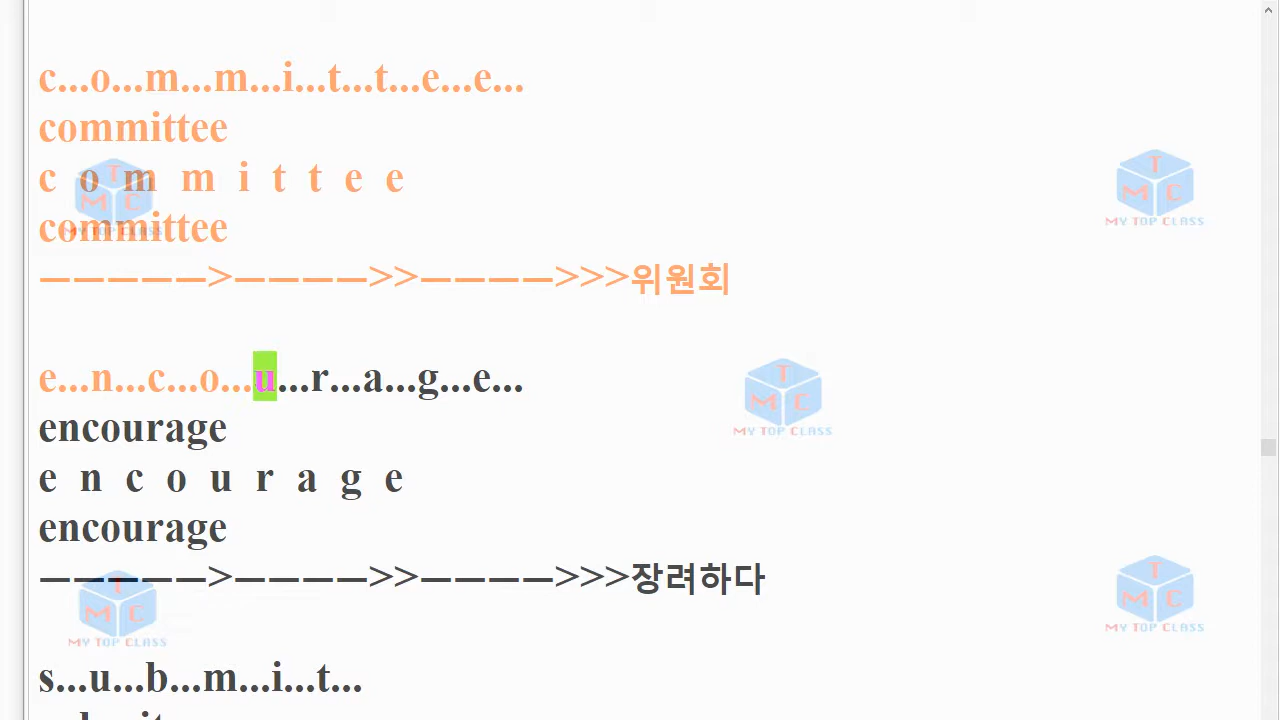 c...o...m...m...i...t...t...e...e...
committee
c o m m i t t e e
committee
—————>————>>————>>>위원회
e...n...c...o...u...r...a...g...e...
encourage
e n c o u r a g e
encourage
—————>————>>————>>>장려하다
s...u...b...m...i...t...
T
M C
MY TOP CLASS
T
M C
MY TOP CLASS
T
M C
MY TOP CLASS
T
M C
MY TOP CLASS
T
M C
MY TOP CLASS